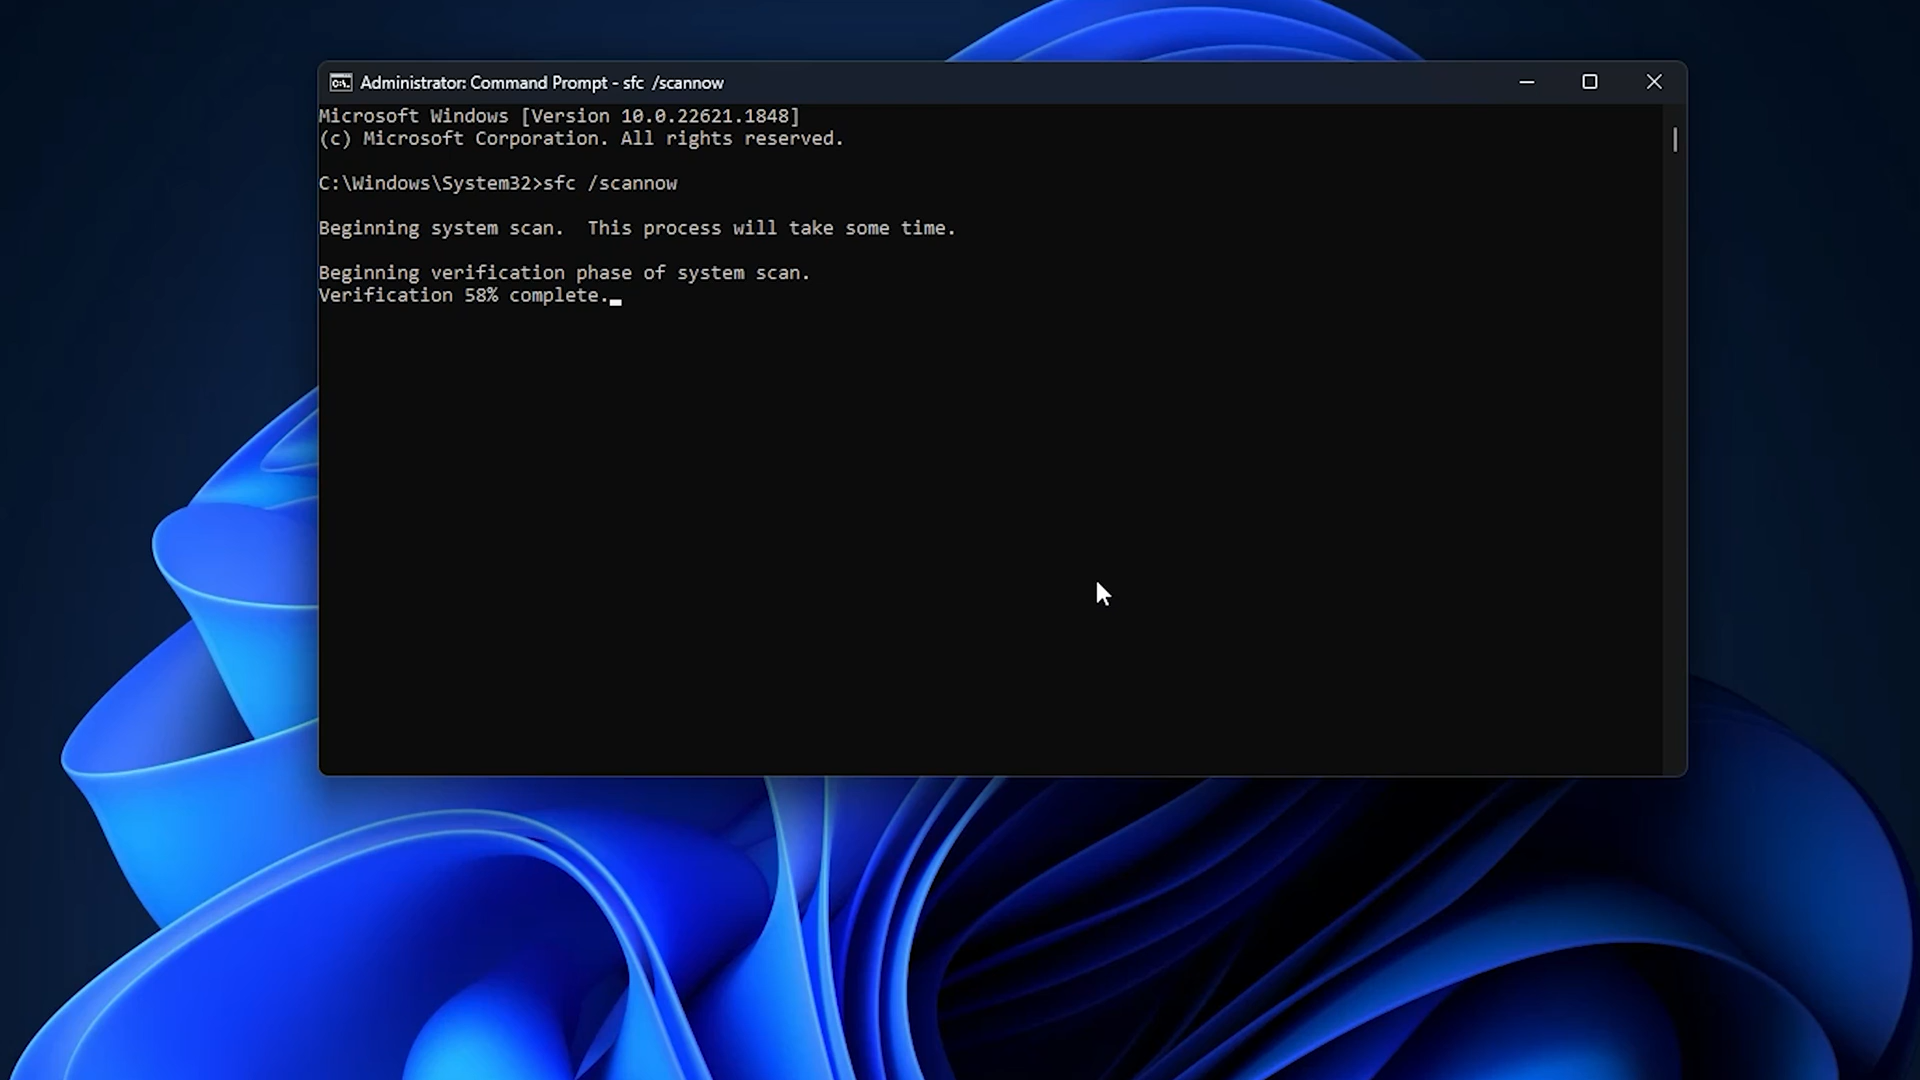 Administrator: Command Prompt - sfc  /scannow
Microsoft Windows [Version 10.0.22621.1848]
(c) Microsoft Corporation. All rights reserved.
C:\Windows\System32>sfc /scannow
Beginning system scan.  This process will take some time.
Beginning verification phase of system scan.
Verification 58% complete.